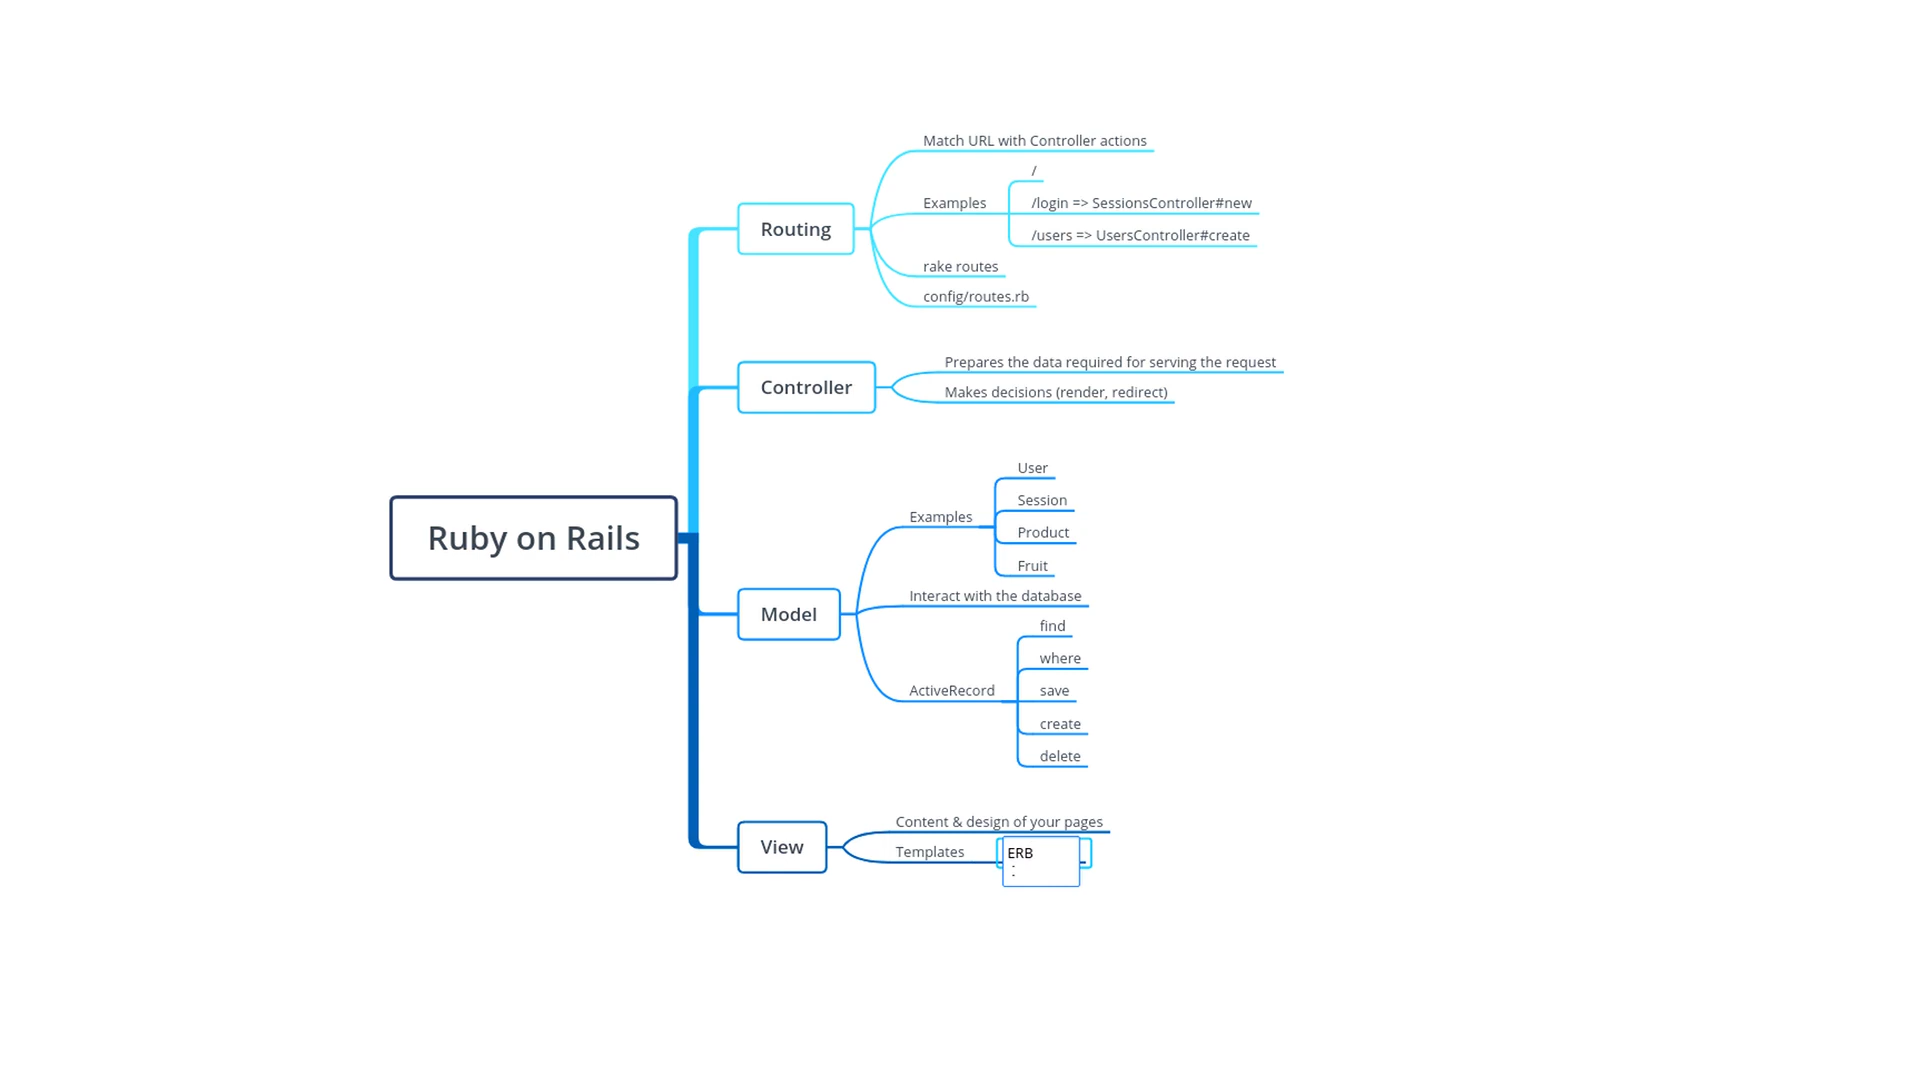 Ruby on Rails
Routing
Match URL with Controller actions
Examples
/
/login => SessionsController#new
/users => UsersController#create
rake routes
config/routes.rb
Controller
Prepares the data required for serving the request
Makes decisions (render, redirect)
Model
Examples
User
Session
Product
Fruit
Interact with the database
ActiveRecord
find
where
save
create
delete
View
Content & design of your pages
Templates
ERB